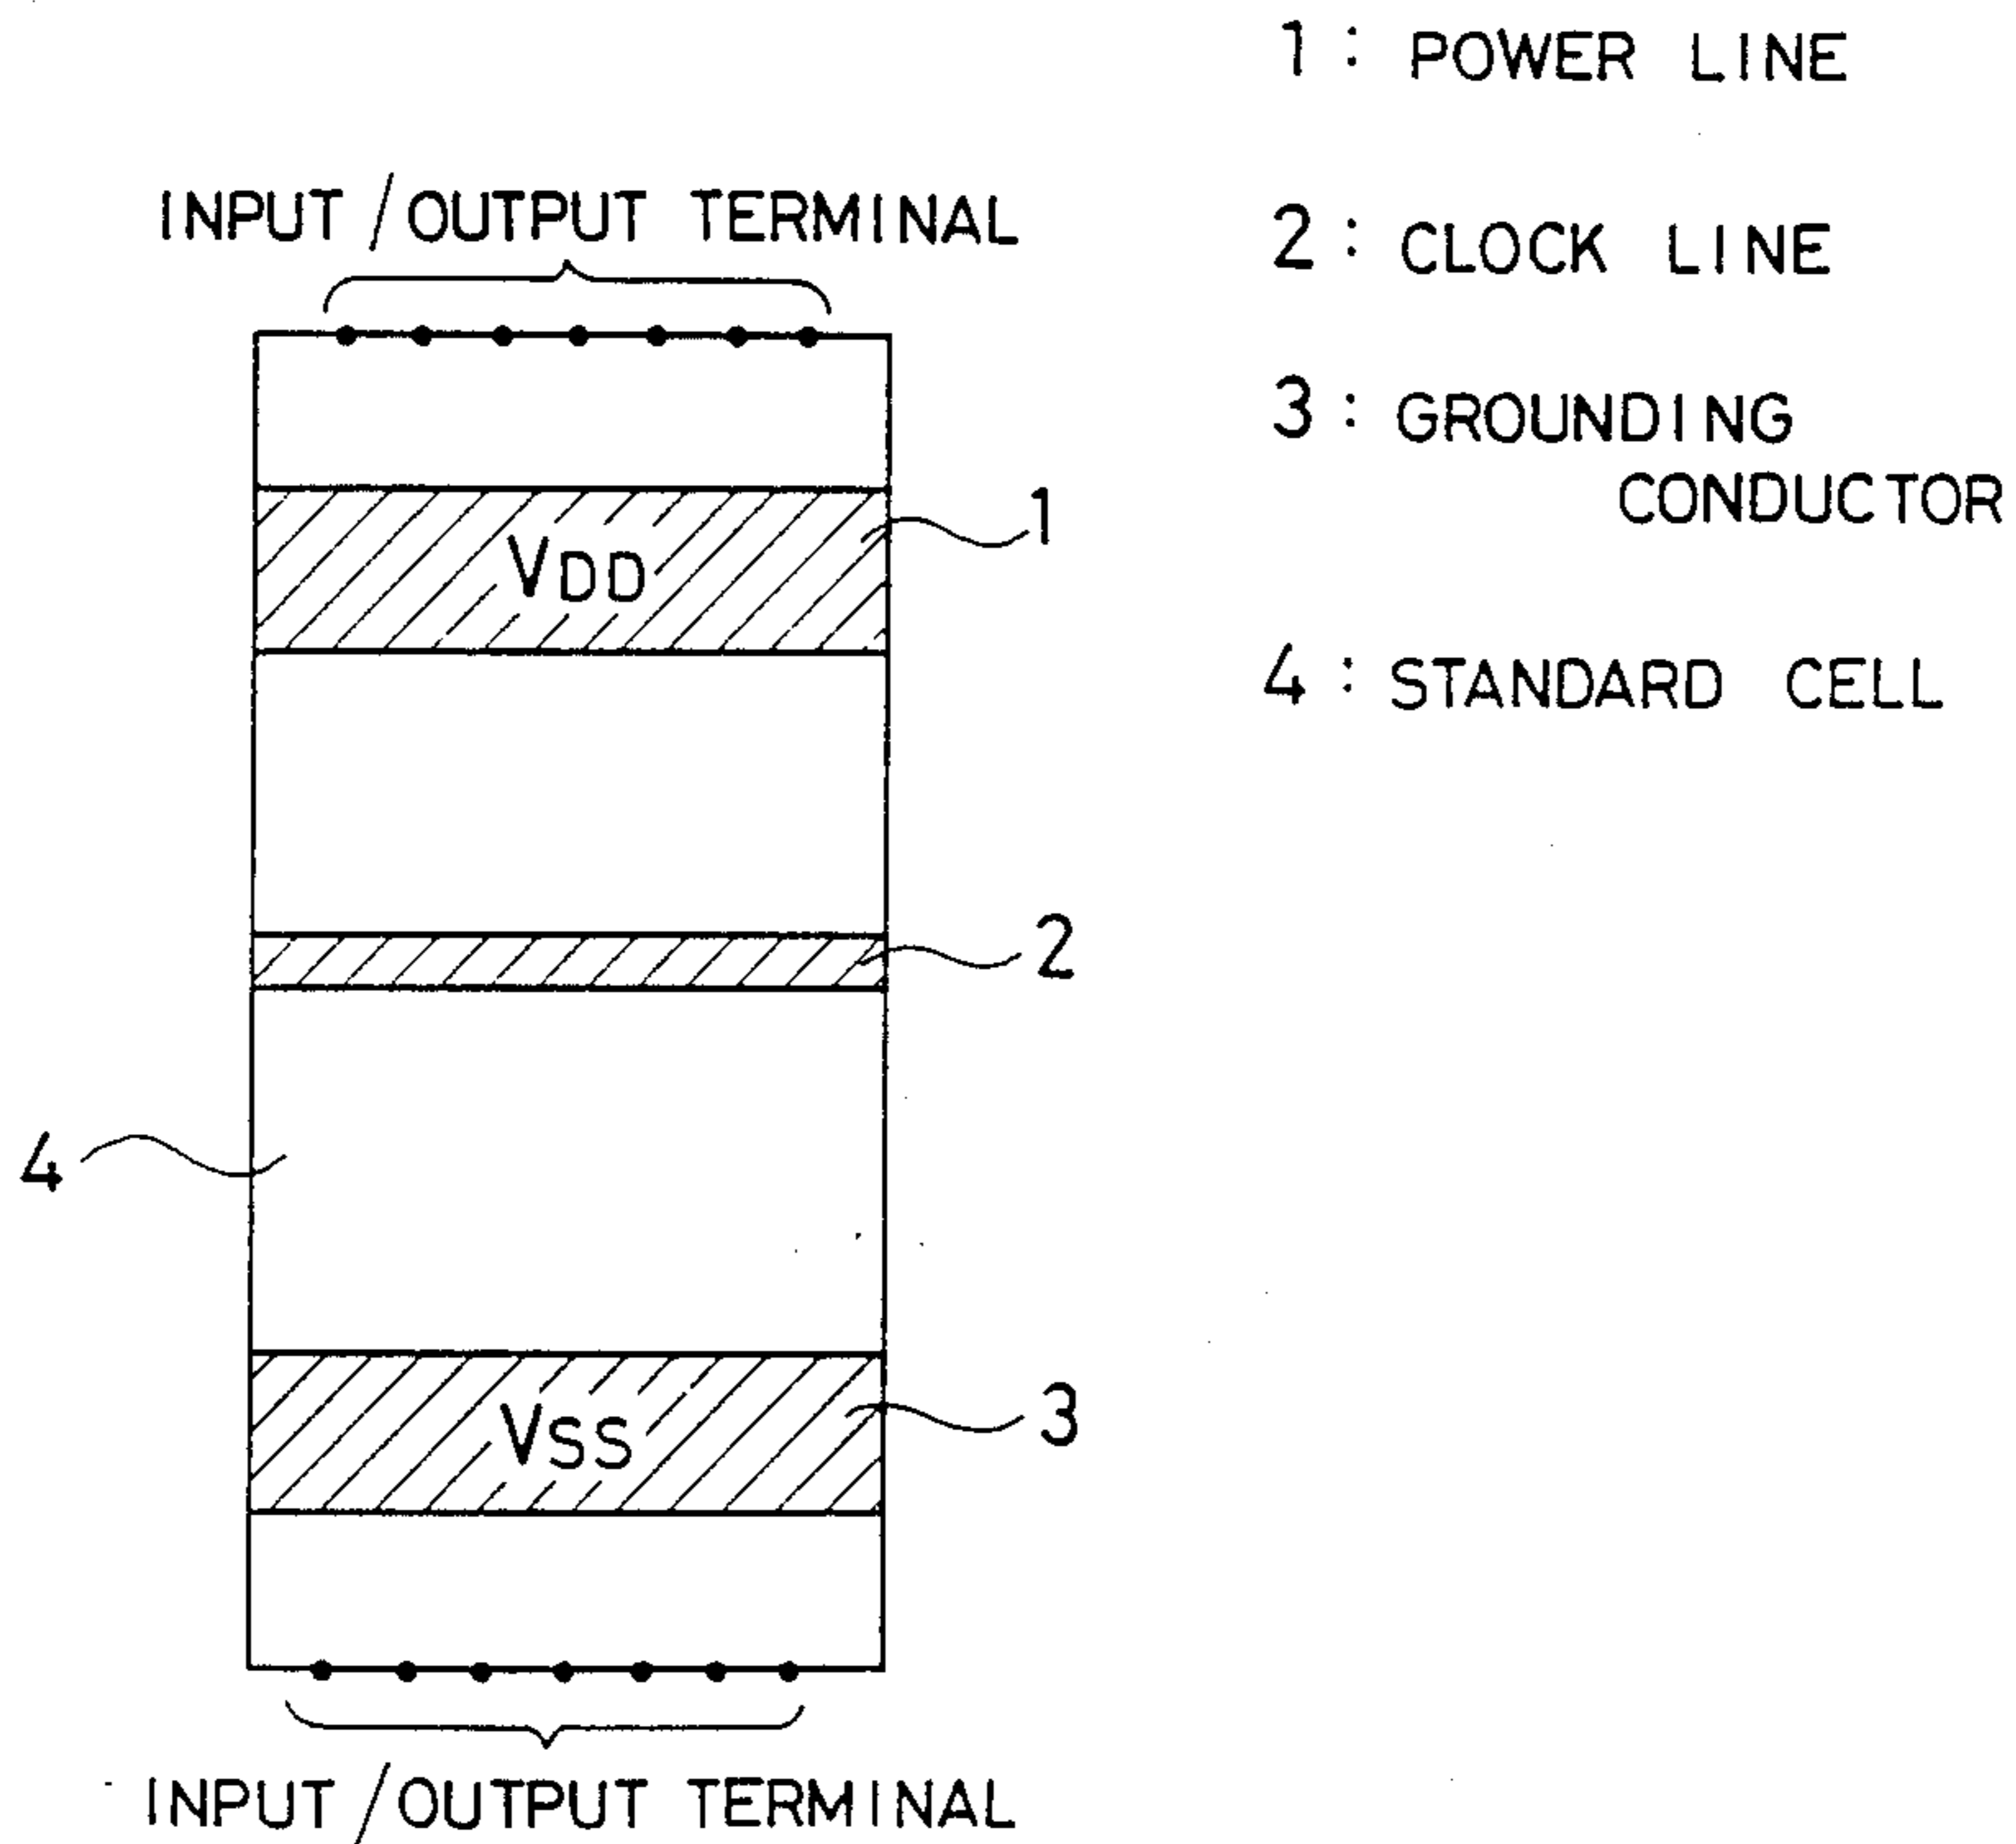 1 : POWER LINE
2 : CLOCK LINE
3 : GROUNDING
CONDUCTOR
4 : STANDARD CELL
INPUT/OUTPUT TERMINAL
VDD
1
2
4
VSS
3
INPUT/OUTPUT TERMINAL